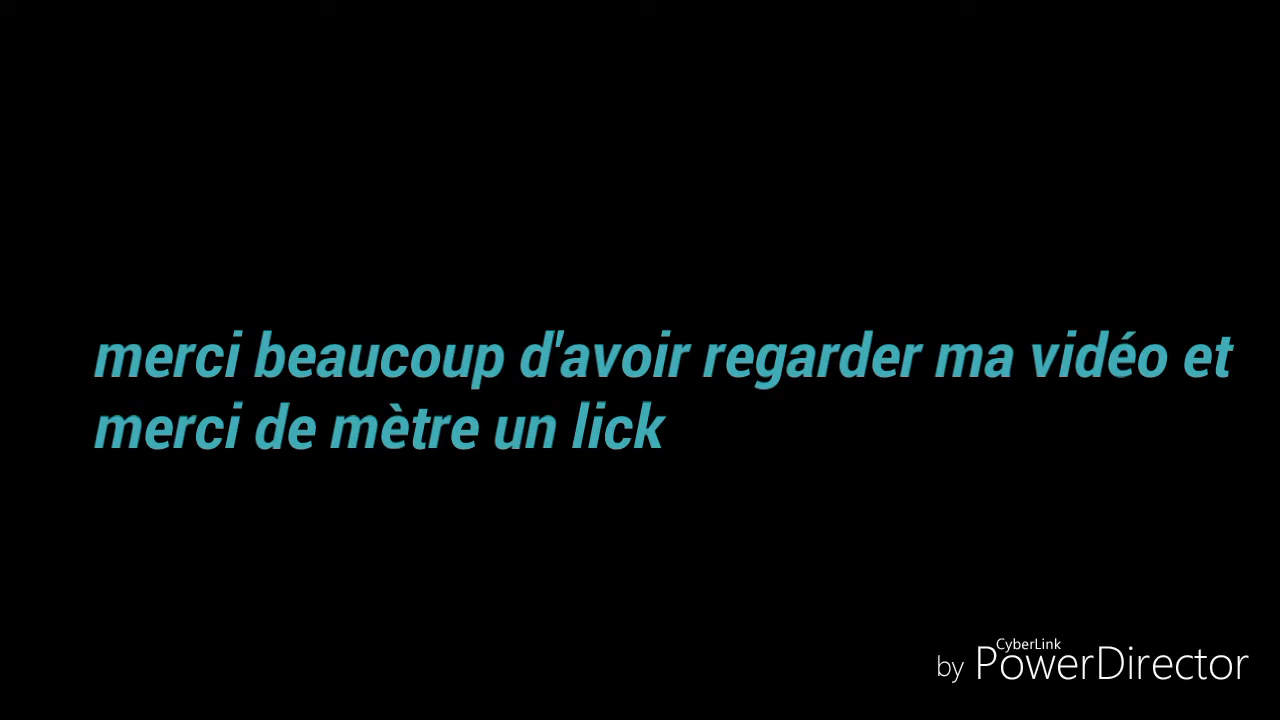 merci beaucoup d'avoir regarder ma vidéo et
merci de mètre un lick
CyberLink
by PowerDirector